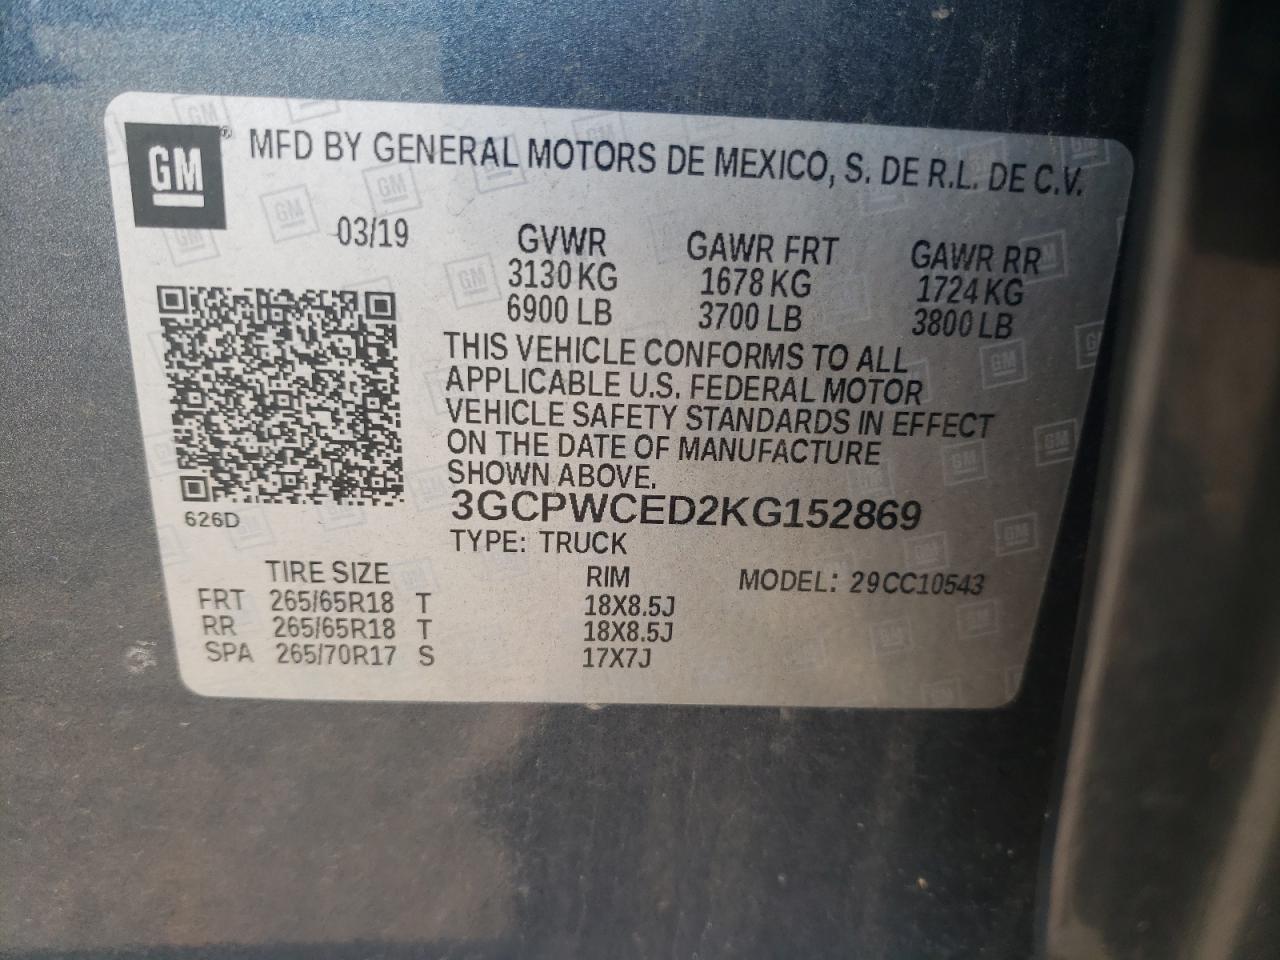 GM® MFD BY GENERAL MOTORS DE MEXICO, S. DE R.L. DE C.V.
03/19 GVWR GAWR FRT GAWR RR
3130 KG 1678 KG 1724 KG
6900 LB 3700 LB 3800 LB
THIS VEHICLE CONFORMS TO ALL
APPLICABLE U.S. FEDERAL MOTOR
VEHICLE SAFETY STANDARDS IN EFFECT
ON THE DATE OF MANUFACTURE
SHOWN ABOVE.
3GCPWCED2KG152869
626D
TYPE: TRUCK
TIRE SIZE RIM MODEL: 29CC10543
FRT 265/65R18 T 18X8.5J
RR 265/65R18 T 18X8.5J
SPA 265/70R17 S 17X7J